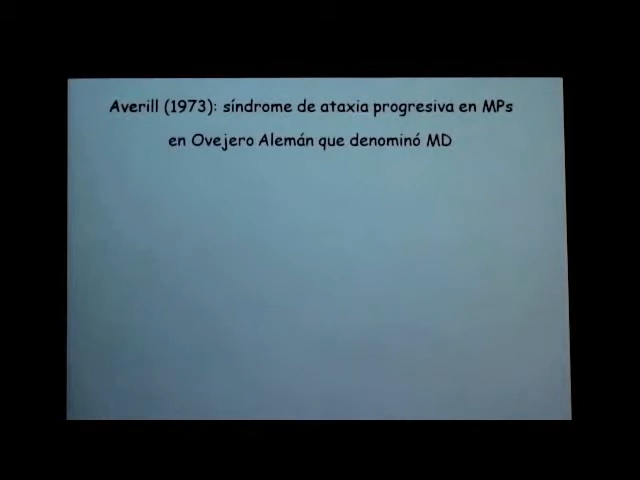 Averill (1973): síndrome de ataxia progresiva en MPs
en Ovejero Alemán que denominó MD